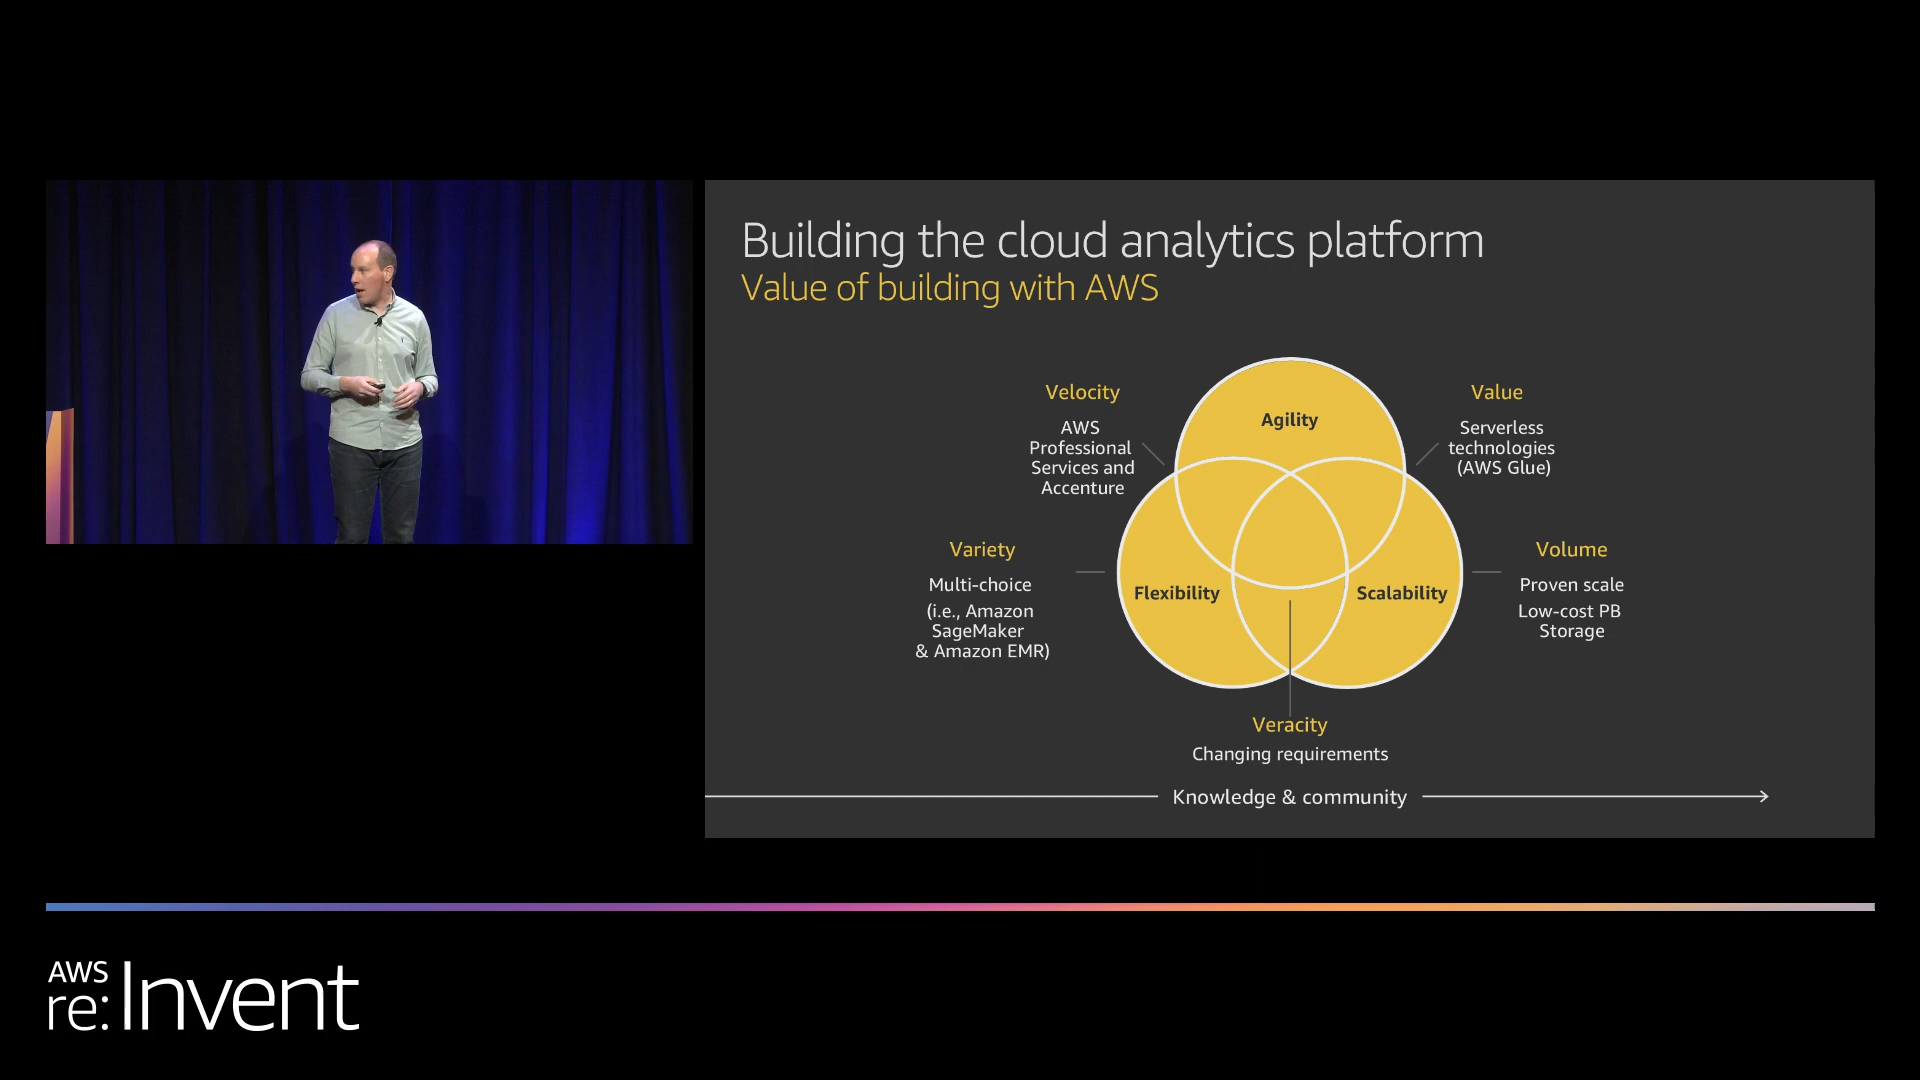 Building the cloud analytics platform
Value of building with AWS
Velocity
AWS
Professional
Services and
Accenture
Agility
Value
Serverless
technologies
(AWS Glue)
Variety
Multi-choice
(i.e., Amazon
SageMaker
& Amazon EMR)
Flexibility
Scalability
Volume
Proven scale
Low-cost PB
Storage
Veracity
Changing requirements
Knowledge & community
AWS
re:Invent